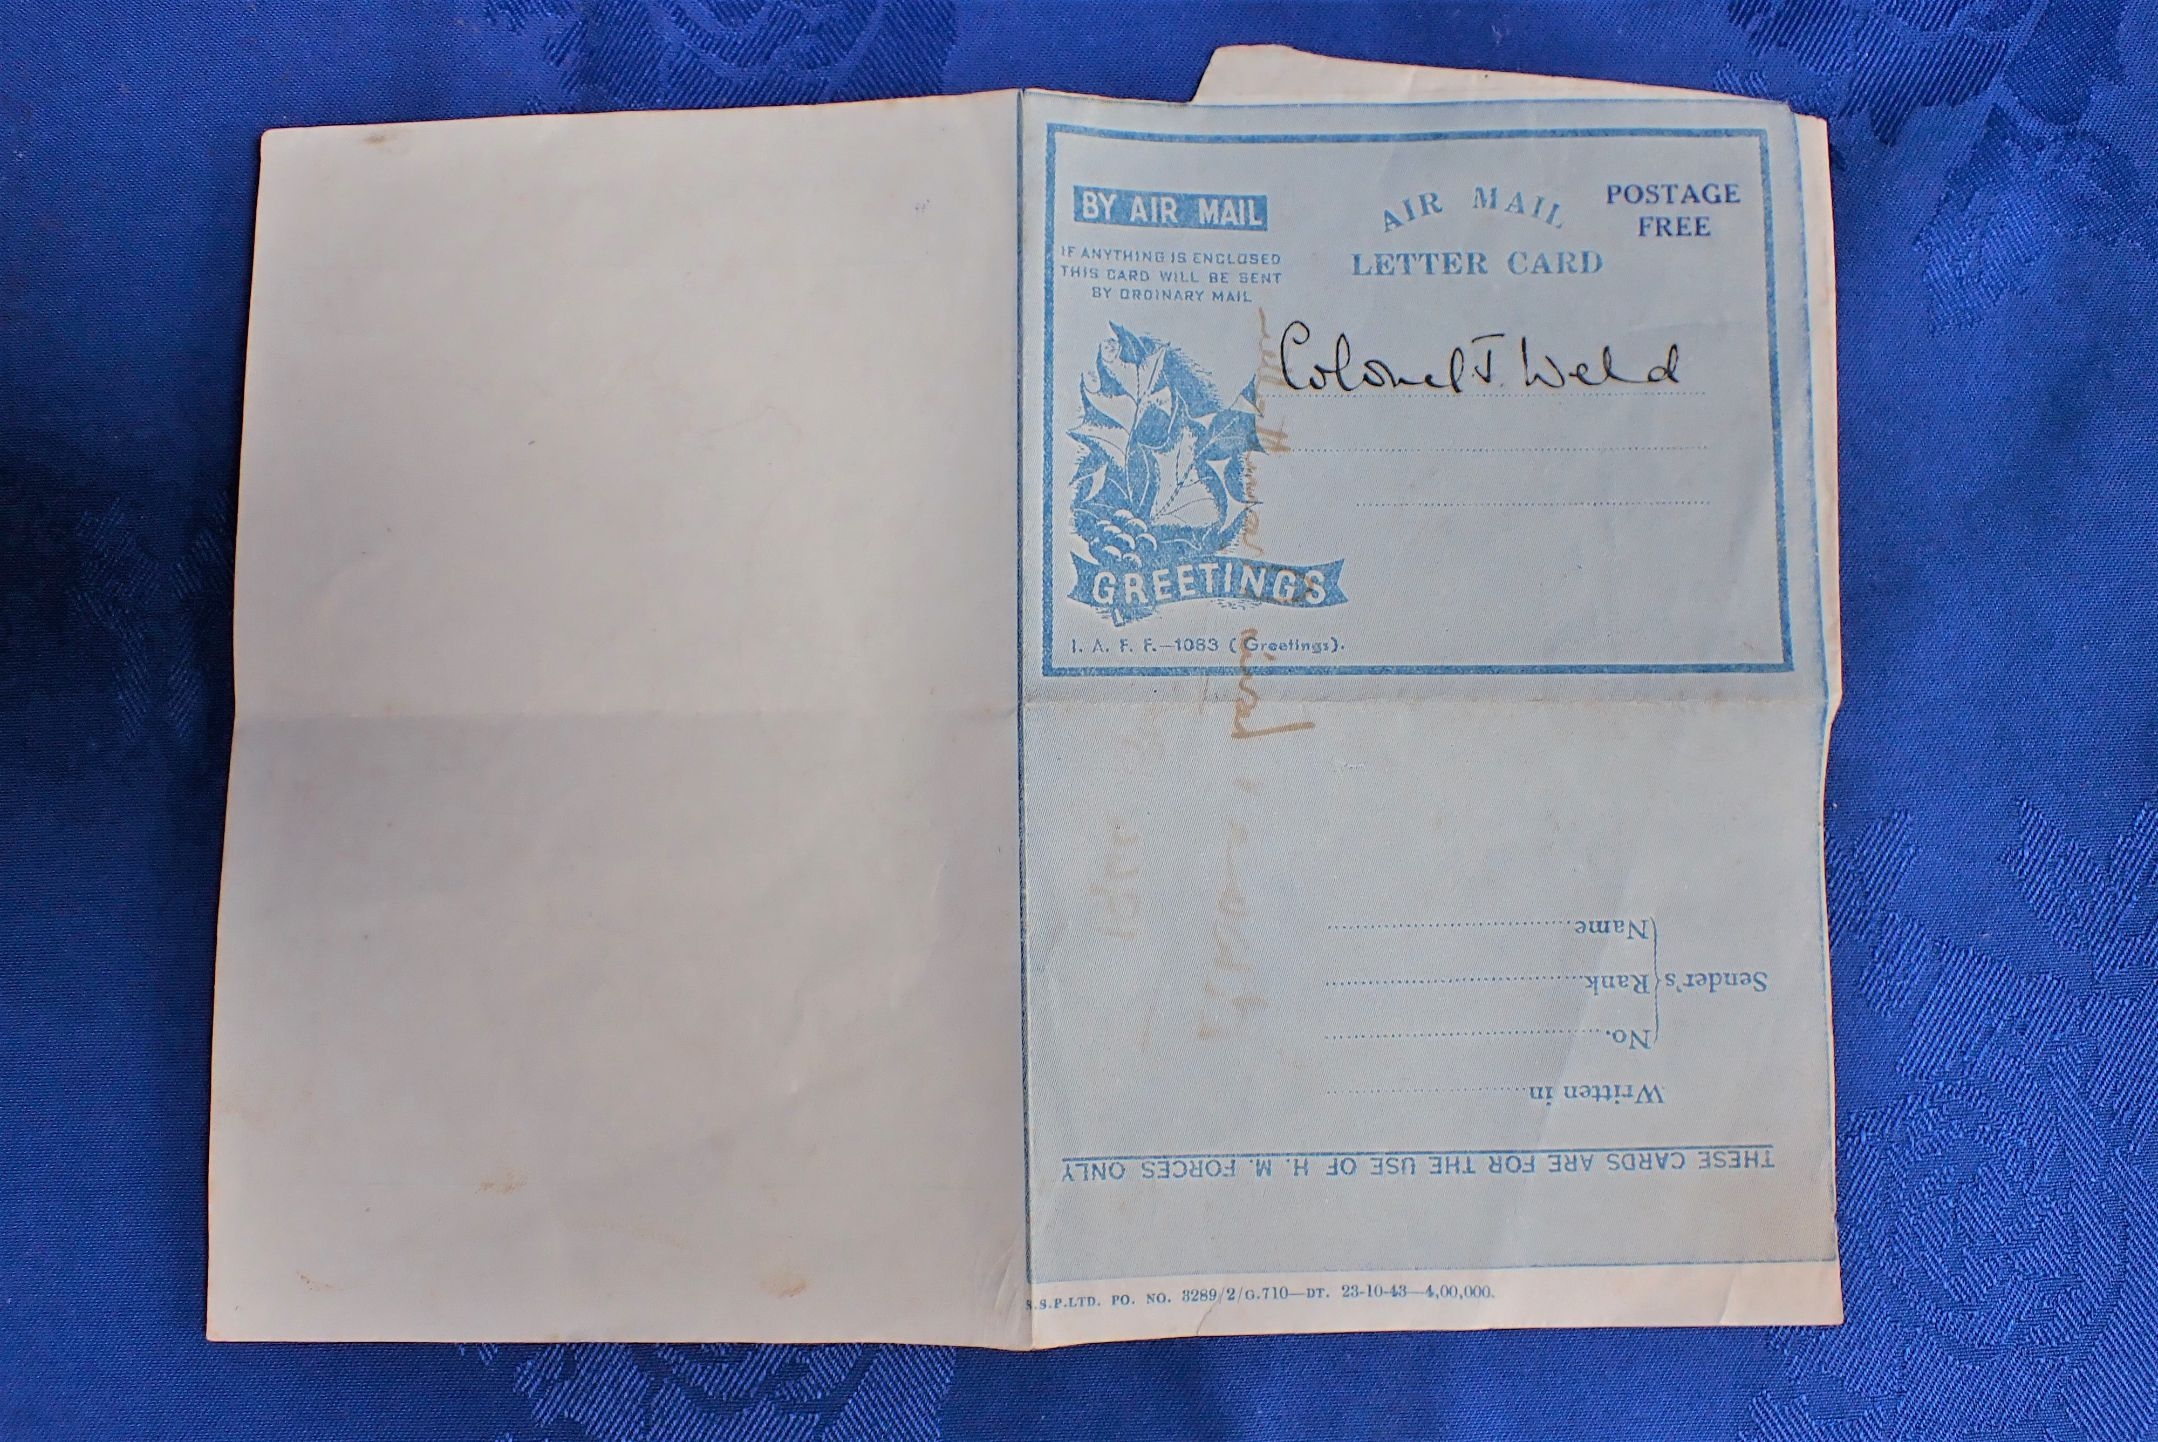 BY AIR MAIL
IF ANYTHING IS ENCLOSED
THIS CARD WILL BE SENT
BY ORDINARY MAIL
AIR MAIL
LETTER CARD
POSTAGE
FREE
Colonel J. Weld
GREETINGS
I. A. F. F.—1083 (Greetings).
THESE CARDS ARE FOR THE USE OF H. M. FORCES ONLY
Written in
Sender's
No.
Rank
Name
S.S.P.LTD. PO. NO. 3289/2/G.710—DT. 23-10-43—4,00,000.